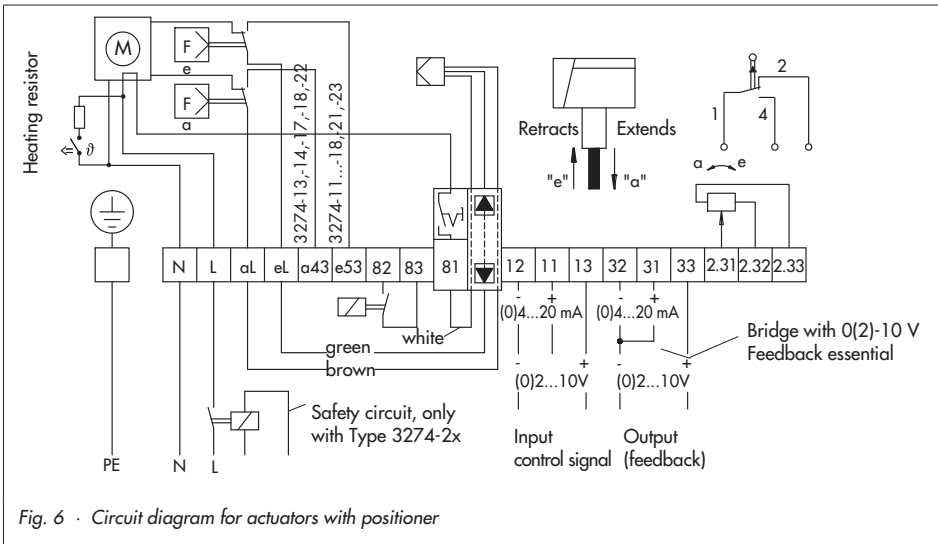 Heating resistor
M
F
e
F
a
ϑ
3274-13,-14,-17,-18,-22
3274-11...-18,-21,-23
Retracts Extends
"e" "a"
2
1 4
a e
N L aL eL a43 e53 82 83 81 12 11 13 32 31 33 2.31 2.32 2.33
- +
(0)4...20 mA
- +
(0)4...20 mA
white
green
brown
- +
(0)2...10V
- +
(0)2...10V
Bridge with 0(2)-10 V
Feedback essential
Safety circuit, only
with Type 3274-2x
Input
control signal
Output
(feedback)
PE N L
Fig. 6 · Circuit diagram for actuators with positioner